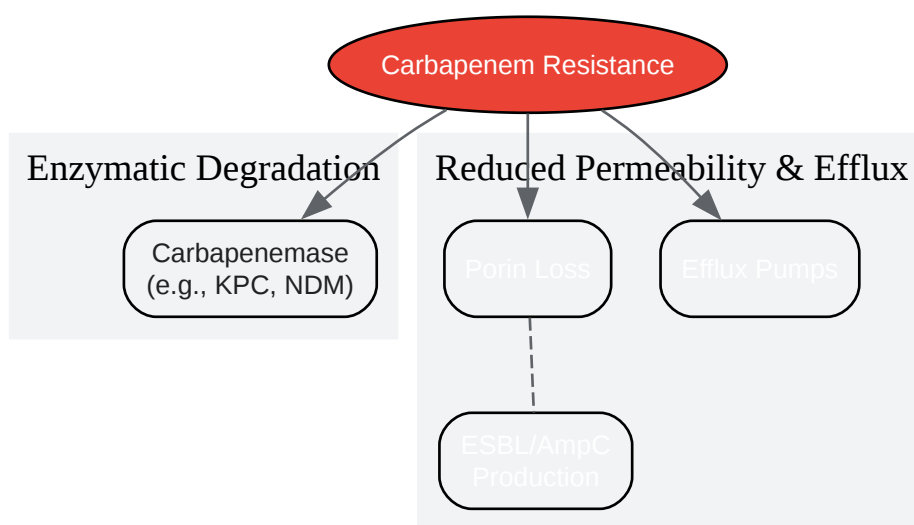 Carbapenem Resistance
Enzymatic Degradation
Reduced Permeability & Efflux
Carbapenemase
(e.g., KPC, NDM)
Porin Loss
Efflux Pumps
ESBL/AmpC
Production